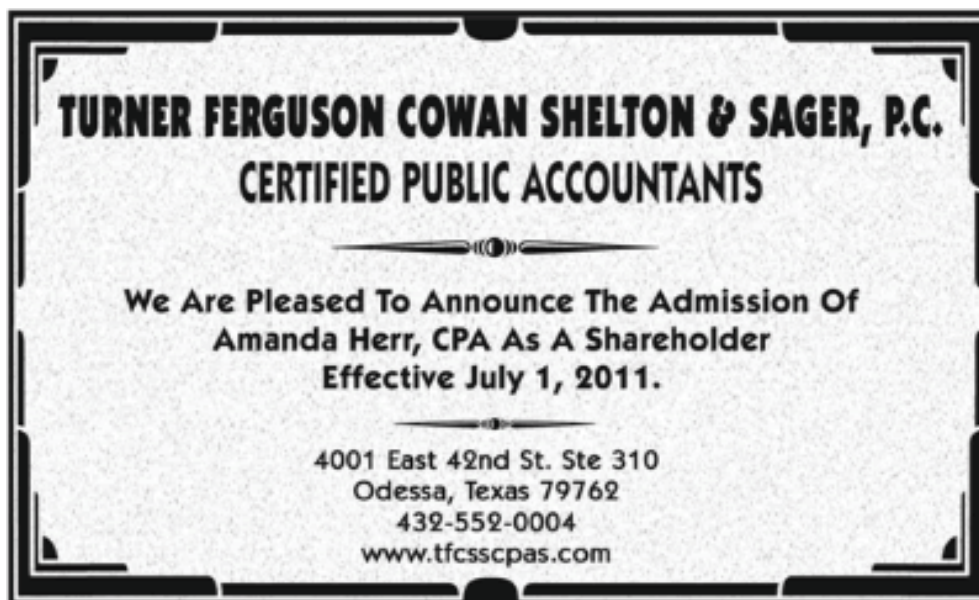 TURNER FERGUSON COWAN SHELTON & SAGER, P.C.
CERTIFIED PUBLIC ACCOUNTANTS
We Are Pleased To Announce The Admission Of
Amanda Herr, CPA As A Shareholder
Effective July 1, 2011.
4001 East 42nd St. Ste 310
Odessa, Texas 79762
432-552-0004
www.tfcsscpas.com